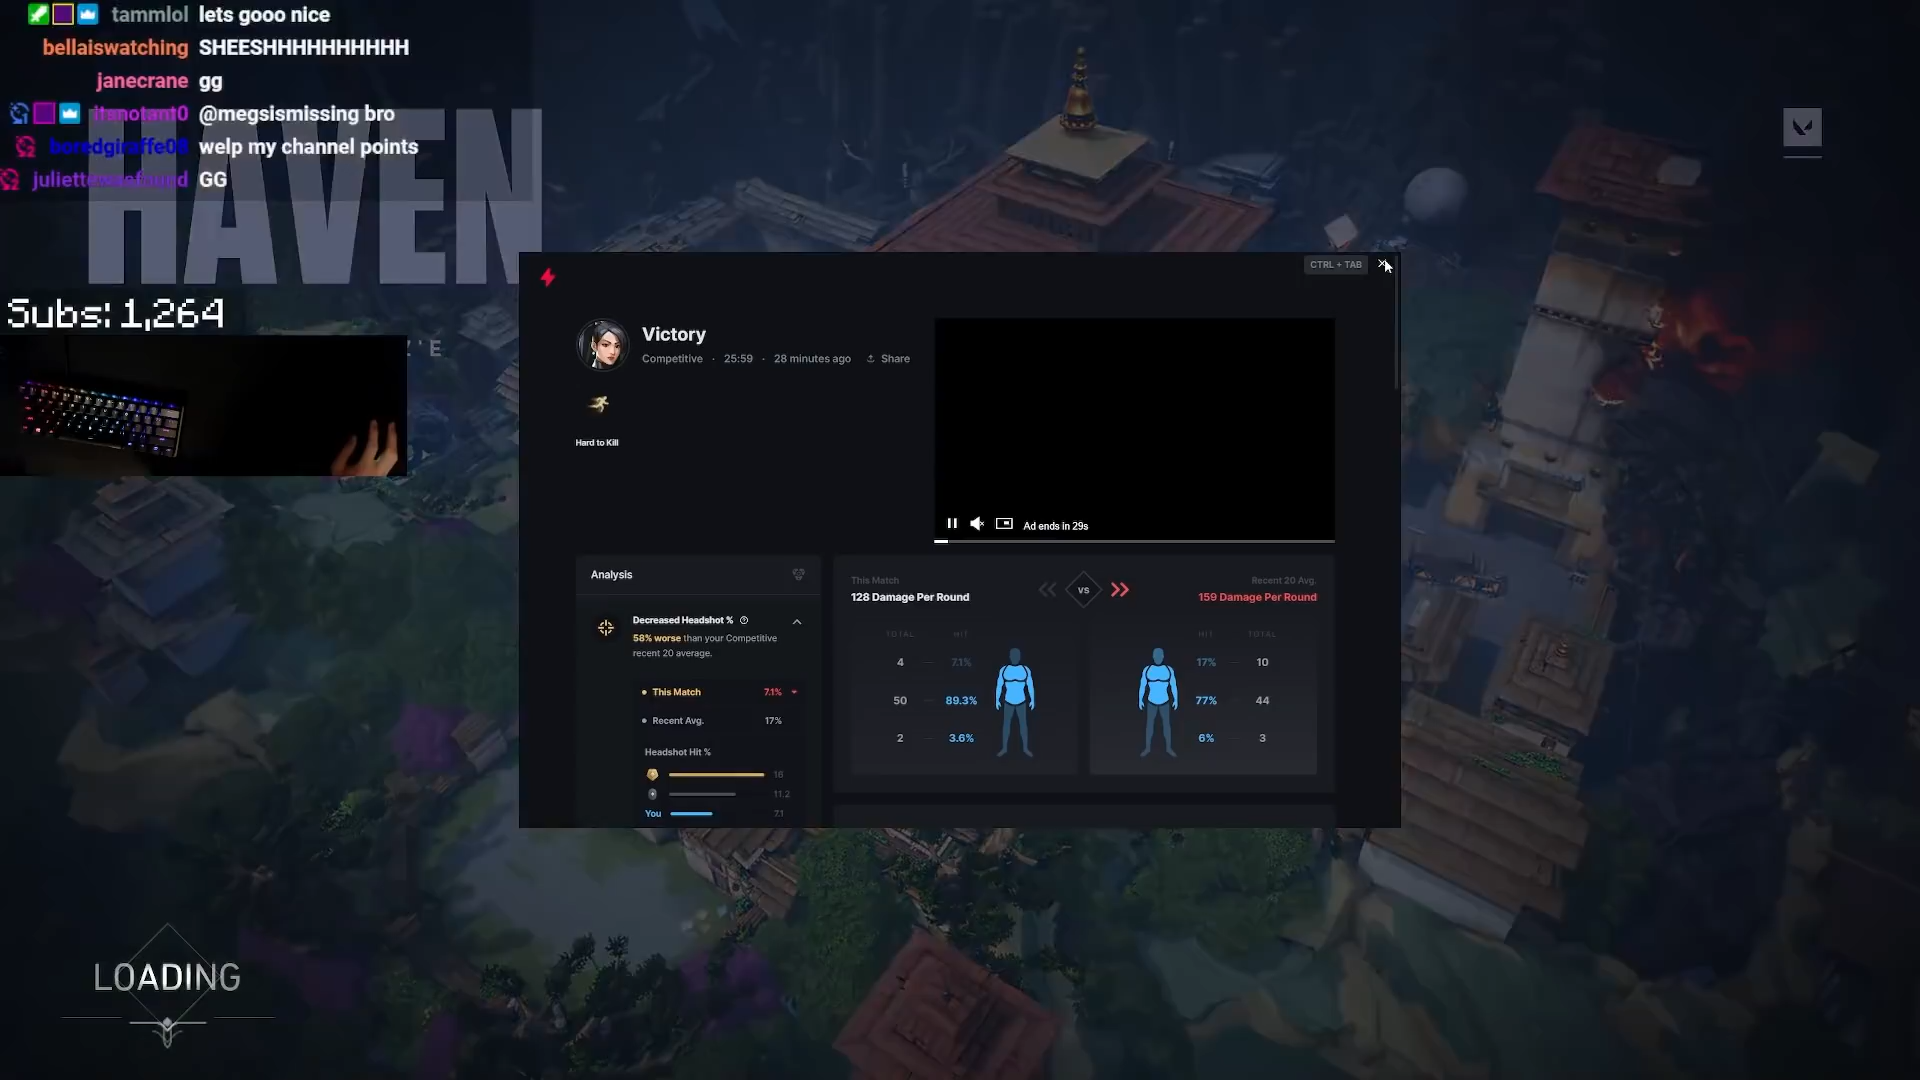 tammlol lets gooo nice
bellaiswatching SHEESHHHHHHHHHH
janecrane gg
itsnotant0 @megsismissing bro
boredgiraffe08 welp my channel points
GG
HAVEN
Subs: 1,264
Z'E
CTRL + TAB
Victory
Competitive · 25:59 · 28 minutes ago Share
Hard to Kill
Ad ends in 29s
Analysis
Decreased Headshot %
58% worse than your Competitive
recent 20 average.
This Match 7.1%
Recent Avg. 17%
Headshot Hit %
16
11.2
You 7.1
This Match
128 Damage Per Round
VS
Recent 20 Avg.
159 Damage Per Round
TOTAL HIT
4 7.1%
50 89.3%
2 3.6%
HIT TOTAL
17% 10
77% 44
6% 3
LOADING